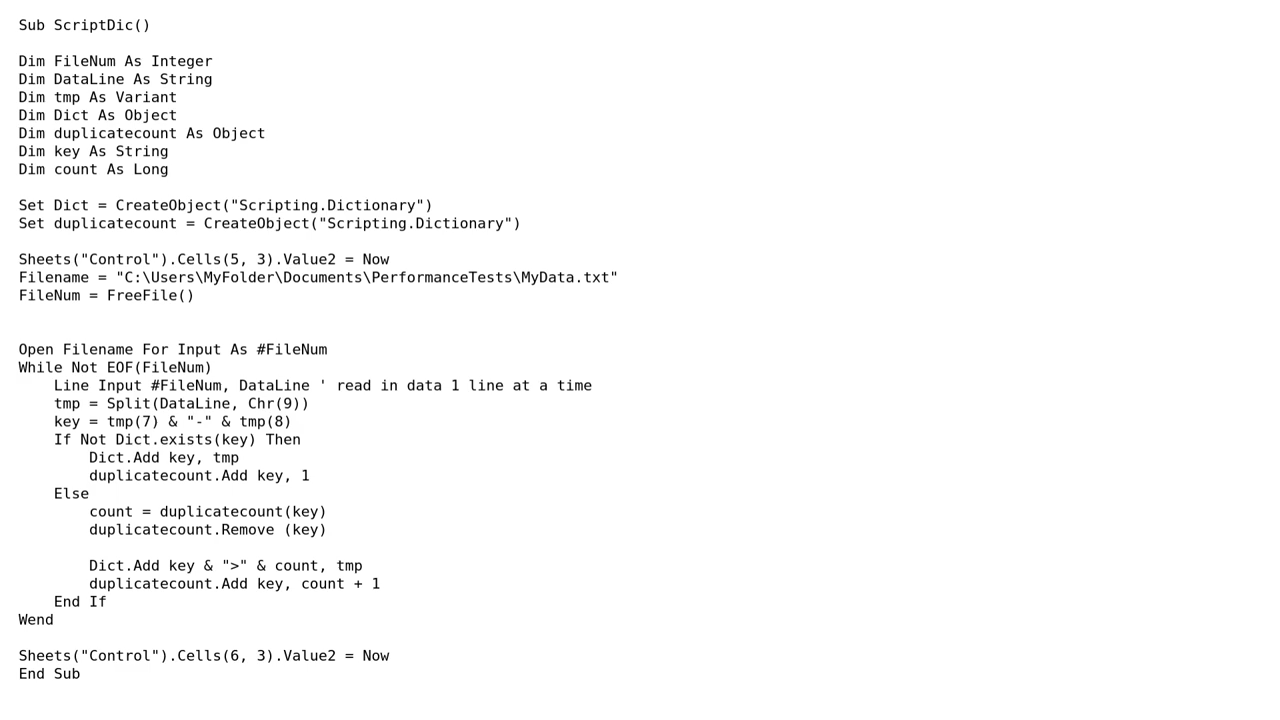 Sub ScriptDic()
Dim FileNum As Integer
Dim DataLine As String
Dim tmp As Variant
Dim Dict As Object
Dim duplicatecount As Object
Dim key As String
Dim count As Long
Set Dict = CreateObject("Scripting.Dictionary")
Set duplicatecount = CreateObject("Scripting.Dictionary")
Sheets("Control").Cells(5, 3).Value2 = Now
Filename = "C:\Users\MyFolder\Documents\PerformanceTests\MyData.txt"
FileNum = FreeFile()
Open Filename For Input As #FileNum
While Not EOF(FileNum)
    Line Input #FileNum, DataLine ' read in data 1 line at a time
    tmp = Split(DataLine, Chr(9))
    key = tmp(7) & "-" & tmp(8)
    If Not Dict.exists(key) Then
        Dict.Add key, tmp
        duplicatecount.Add key, 1
    Else
        count = duplicatecount(key)
        duplicatecount.Remove (key)
        Dict.Add key & ">" & count, tmp
        duplicatecount.Add key, count + 1
    End If
Wend
Sheets("Control").Cells(6, 3).Value2 = Now
End Sub